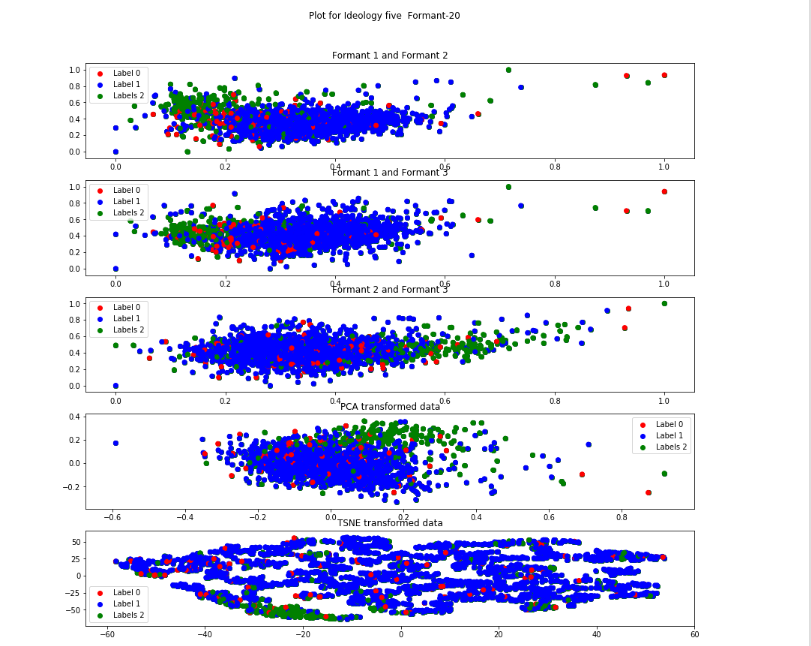 Plot for Ideology five  Formant-20
Formant 1 and Formant 2
1.0
0.8
0.6
0.4
0.2
0.0
Label 0
Label 1
Labels 2
0.0 0.2 0.4 0.6 0.8 1.0
Formant 1 and Formant 3
1.0
0.8
0.6
0.4
0.2
0.0
Label 0
Label 1
Labels 2
0.0 0.2 0.4 0.6 0.8 1.0
Formant 2 and Formant 3
1.0
0.8
0.6
0.4
0.2
0.0
Label 0
Label 1
Labels 2
0.0 0.2 0.4 0.6 0.8 1.0
PCA transformed data
0.4
0.2
0.0
−0.2
Label 0
Label 1
Labels 2
−0.6 −0.4 −0.2 0.0 0.2 0.4 0.6 0.8
TSNE transformed data
50
25
0
−25
−50
Label 0
Label 1
Labels 2
−60 −40 −20 0 20 40 60